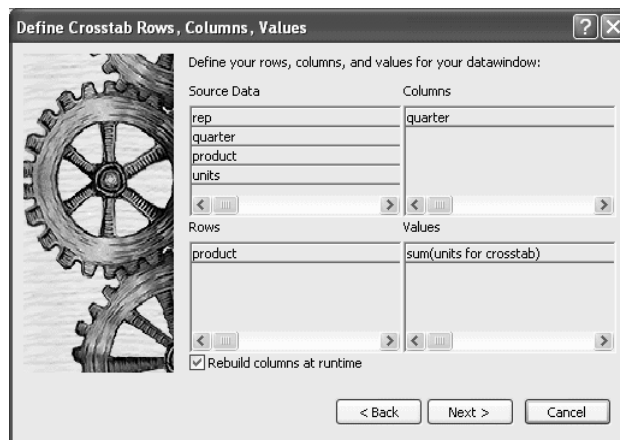 Define Crosstab Rows, Columns, Values
Define your rows, columns, and values for your datawindow:
Source Data
rep
quarter
product
units
Columns
quarter
Rows
product
Values
sum(units for crosstab)
Rebuild columns at runtime
< Back
Next >
Cancel